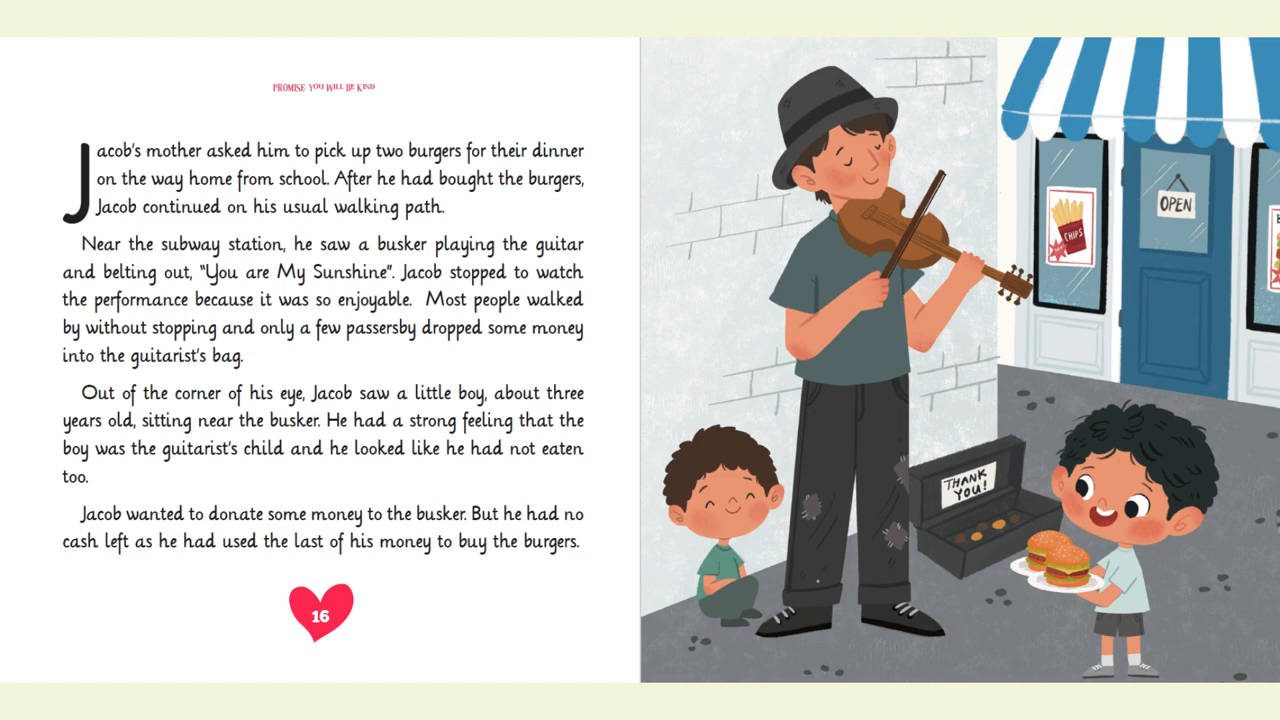 PROMISE YOU WILL BE KIND
Jacob's mother asked him to pick up two burgers for their dinner
on the way home from school. After he had bought the burgers,
Jacob continued on his usual walking path.
Near the subway station, he saw a busker playing the guitar
and belting out, "You are My Sunshine". Jacob stopped to watch
the performance because it was so enjoyable. Most people walked
by without stopping and only a few passersby dropped some money
into the guitarist's bag.
Out of the corner of his eye, Jacob saw a little boy, about three
years old, sitting near the busker. He had a strong feeling that the
boy was the guitarist's child and he looked like he had not eaten
too.
Jacob wanted to donate some money to the busker. But he had no
cash left as he had used the last of his money to buy the burgers.
16
OPEN
CHIPS
THANK
YOU!